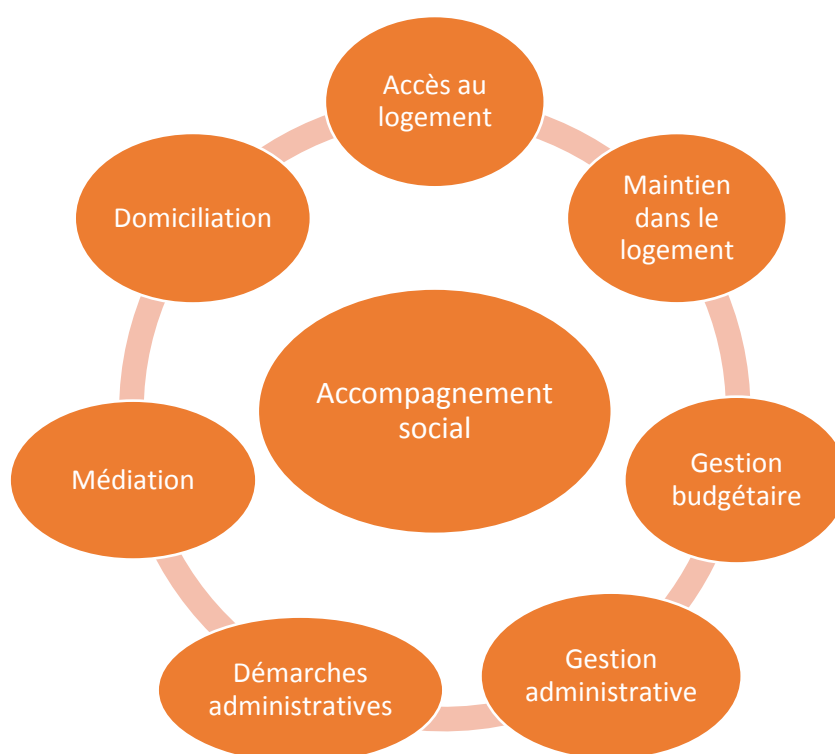 Accès au
logement
Maintien
dans le
logement
Gestion
budgétaire
Gestion
administrative
Démarches
administratives
Médiation
Domiciliation
Accompagnement
social